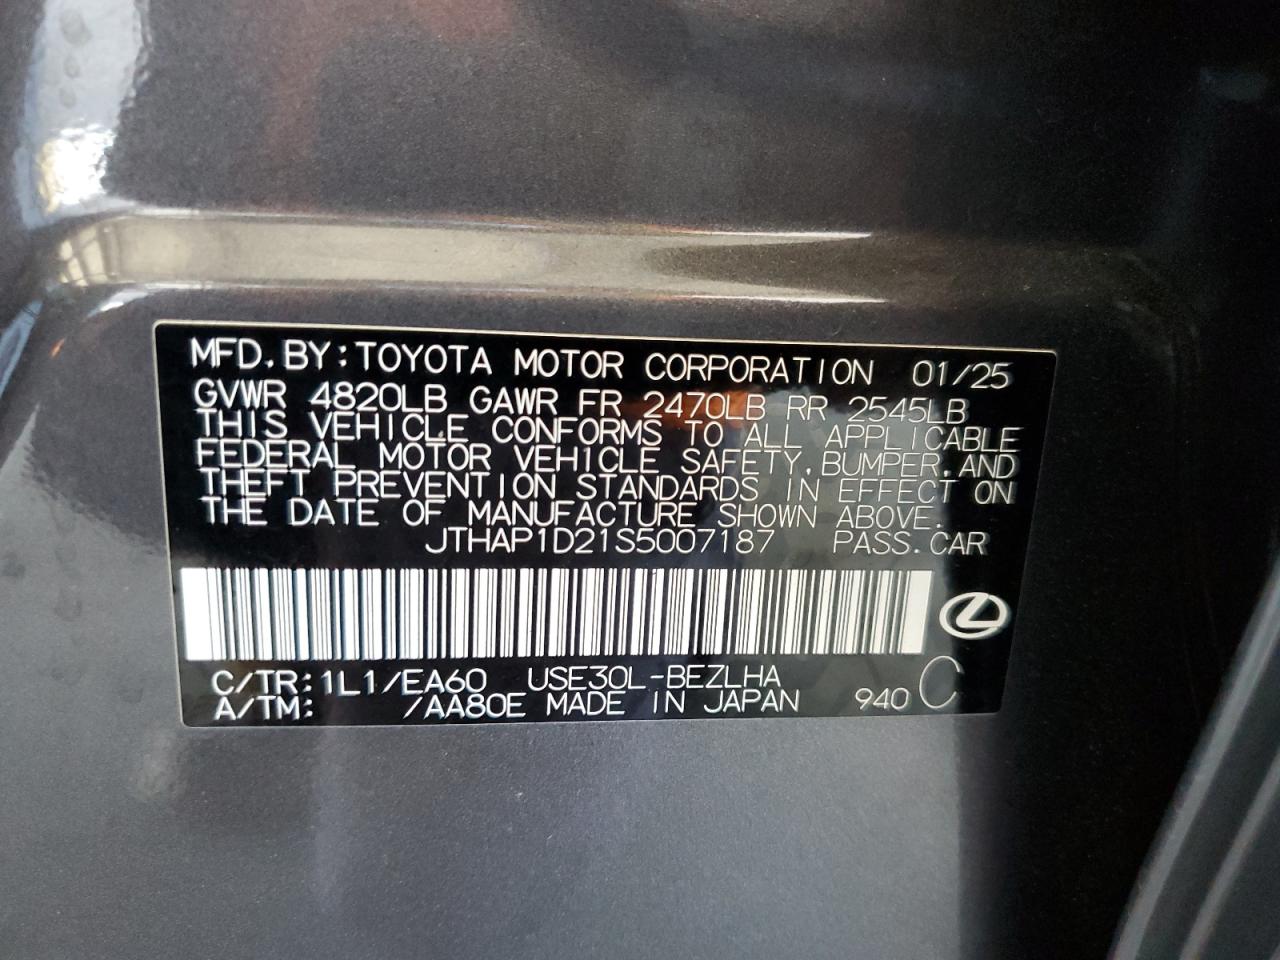 MFD.BY:TOYOTA MOTOR CORPORATION 01/25
GVWR 4820LB GAWR FR 2470LB RR 2545LB
THIS VEHICLE CONFORMS TO ALL APPLICABLE
FEDERAL MOTOR VEHICLE SAFETY,BUMPER,AND
THEFT PREVENTION STANDARDS IN EFFECT ON
THE DATE OF MANUFACTURE SHOWN ABOVE.
JTHAP1D21S5007187 PASS.CAR
C/TR:1L1/EA60 USE30L-BEZLHA
A/TM: /AA80E MADE IN JAPAN 940 C